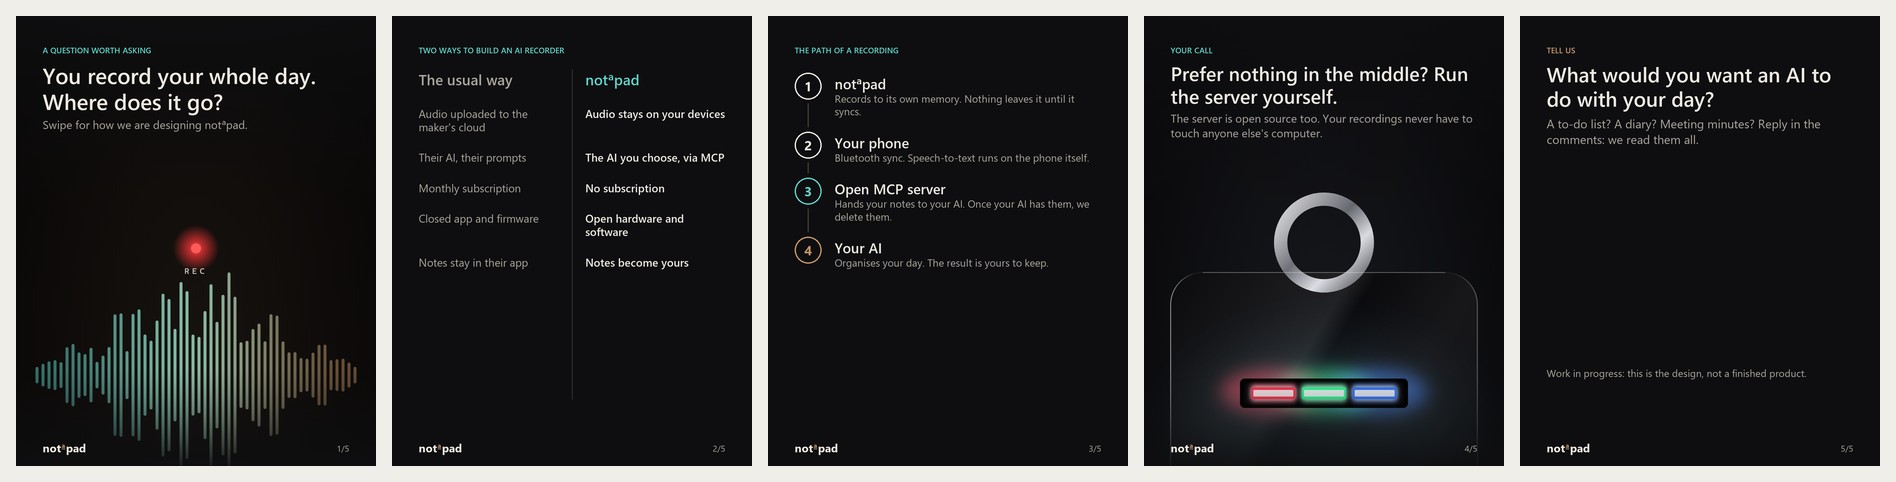 A QUESTION WORTH ASKING
You record your whole day.
Where does it go?
Swipe for how we are designing notªpad.
REC
notªpad
1/5
TWO WAYS TO BUILD AN AI RECORDER
The usual way
notªpad
Audio uploaded to the
maker's cloud
Audio stays on your devices
Their AI, their prompts
The AI you choose, via MCP
Monthly subscription
No subscription
Closed app and firmware
Open hardware and
software
Notes stay in their app
Notes become yours
notªpad
2/5
THE PATH OF A RECORDING
1
notªpad
Records to its own memory. Nothing leaves it until it
syncs.
2
Your phone
Bluetooth sync. Speech-to-text runs on the phone itself.
3
Open MCP server
Hands your notes to your AI. Once your AI has them, we
delete them.
4
Your AI
Organises your day. The result is yours to keep.
notªpad
3/5
YOUR CALL
Prefer nothing in the middle? Run
the server yourself.
The server is open source too. Your recordings never have to
touch anyone else's computer.
notªpad
4/5
TELL US
What would you want an AI to
do with your day?
A to-do list? A diary? Meeting minutes? Reply in the
comments: we read them all.
Work in progress: this is the design, not a finished product.
notªpad
5/5